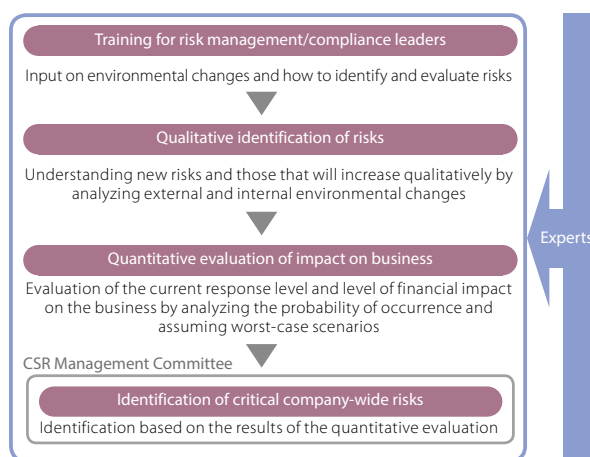 Training for risk management/compliance leaders
Input on environmental changes and how to identify and evaluate risks
Qualitative identification of risks
Understanding new risks and those that will increase qualitatively by
analyzing external and internal environmental changes
Experts
Quantitative evaluation of impact on business
Evaluation of the current response level and level of financial impact
on the business by analyzing the probability of occurrence and
assuming worst-case scenarios
CSR Management Committee
Identification of critical company-wide risks
Identification based on the results of the quantitative evaluation